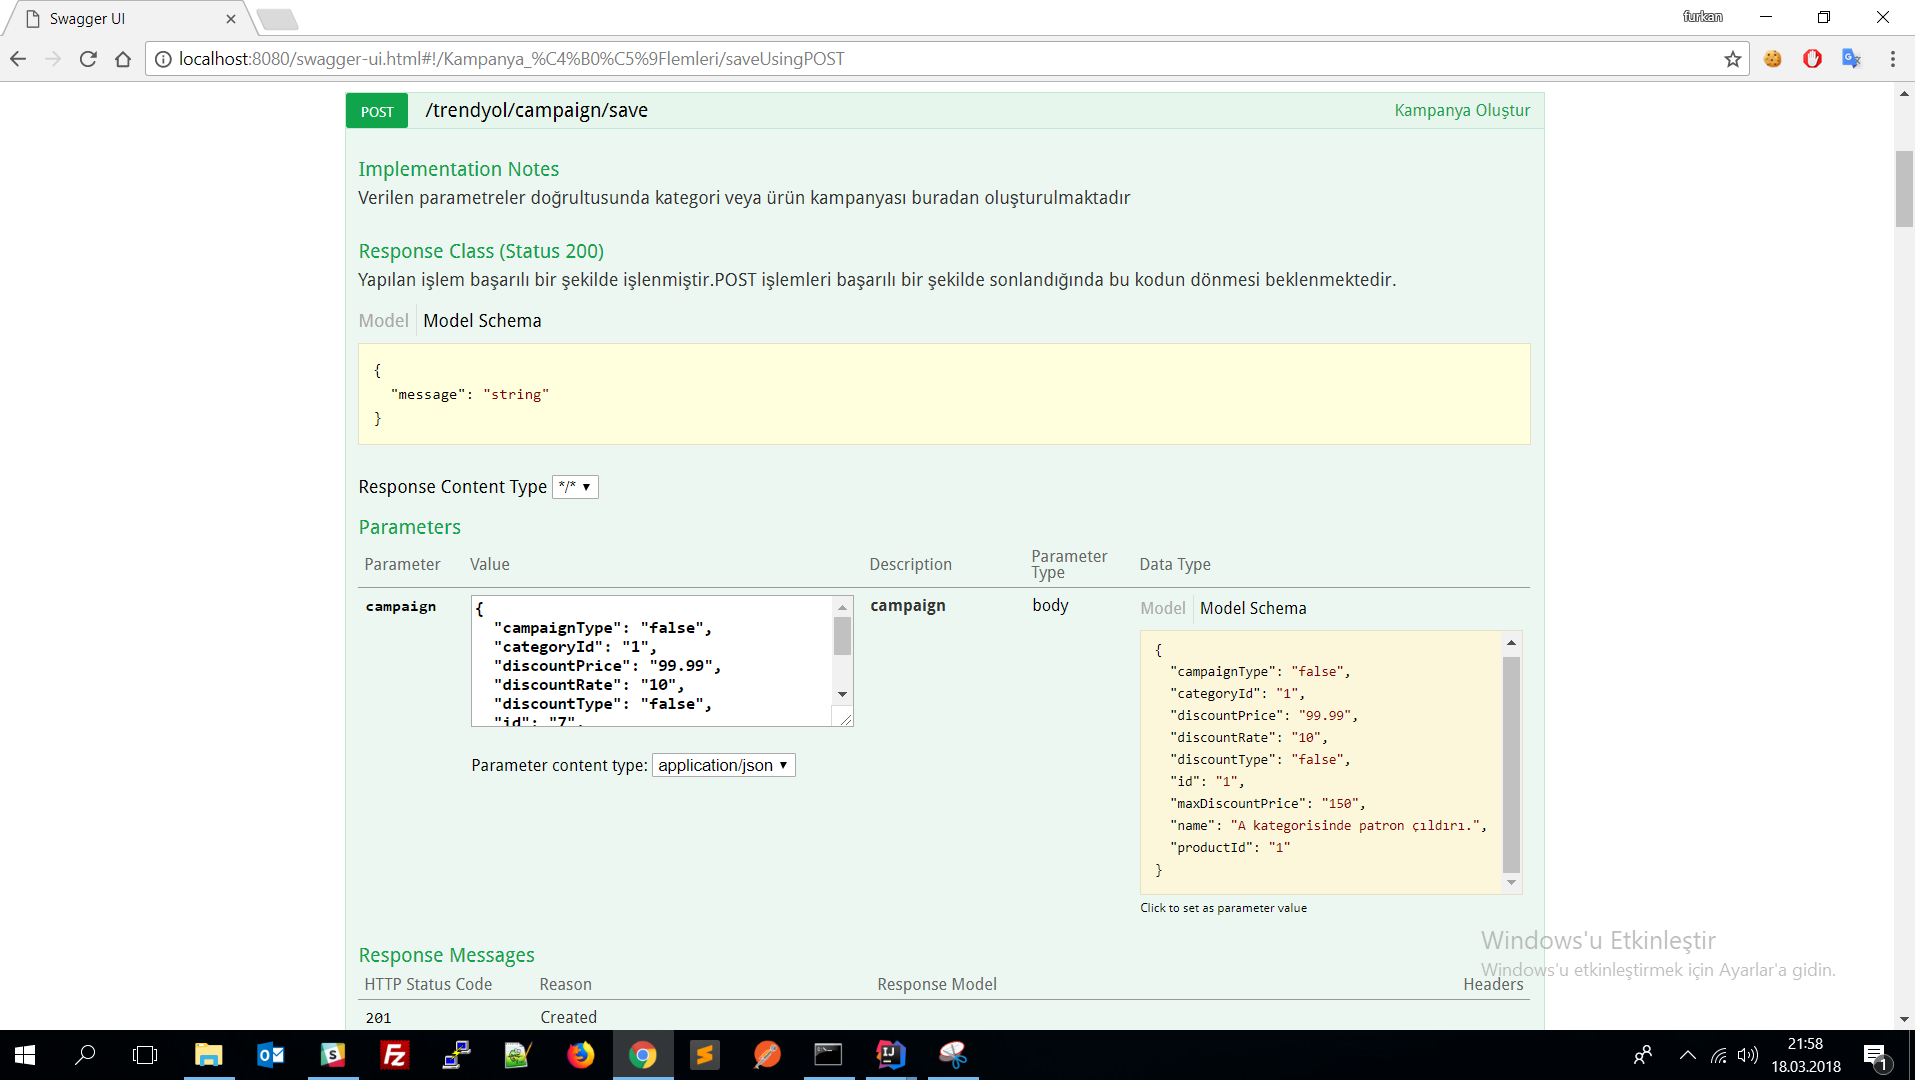 Swagger UI
furkan
localhost:8080/swagger-ui.html#!/Kampanya_%C4%B0%C5%9Flemleri/saveUsingPOST
POST /trendyol/campaign/save Kampanya Oluştur
Implementation Notes
Verilen parametreler doğrultusunda kategori veya ürün kampanyası buradan oluşturulmaktadır
Response Class (Status 200)
Yapılan işlem başarılı bir şekilde işlenmiştir.POST işlemleri başarılı bir şekilde sonlandığında bu kodun dönmesi beklenmektedir.
Model Model Schema
{
"message": "string"
}
Response Content Type */*
Parameters
Parameter Value Description Parameter Type Data Type
campaign
{
"campaignType": "false",
"categoryId": "1",
"discountPrice": "99.99",
"discountRate": "10",
"discountType": "false",
"id": "7",
Parameter content type: application/json
campaign
body
Model Model Schema
{
"campaignType": "false",
"categoryId": "1",
"discountPrice": "99.99",
"discountRate": "10",
"discountType": "false",
"id": "1",
"maxDiscountPrice": "150",
"name": "A kategorisinde patron çıldırı.",
"productId": "1"
}
Click to set as parameter value
Windows'u Etkinleştir
Windows'u etkinleştirmek için Ayarlar'a gidin.
Response Messages
HTTP Status Code Reason Response Model Headers
201 Created
21:58
18.03.2018
1